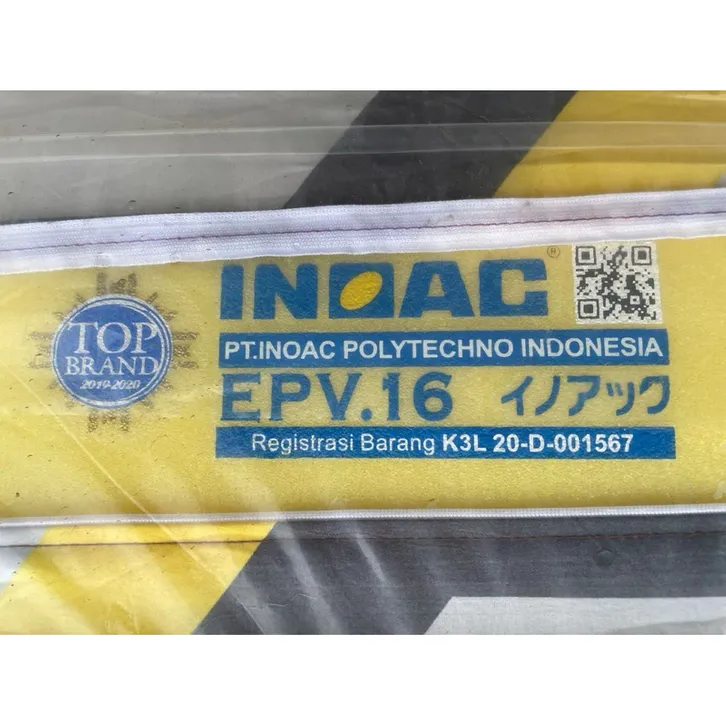 INOAC®
TOP
BRAND
2019-2020
PT.INOAC POLYTECHNO INDONESIA
EPV.16 イノアック
Registrasi Barang K3L 20-D-001567